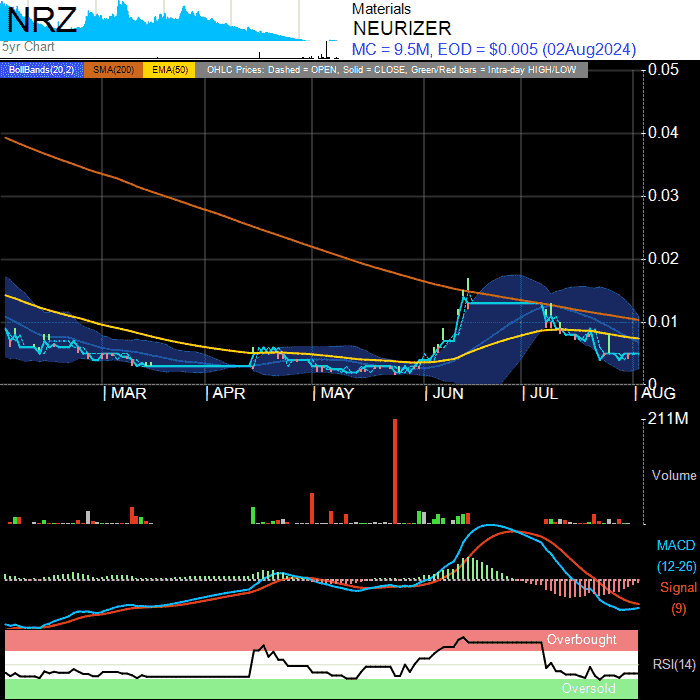 NRZ
5yr Chart
Materials
NEURIZER
MC = 9.5M, EOD = $0.005 (02Aug2024)
BollBands(20,2) SMA(200) EMA(50) OHLC Prices: Dashed = OPEN, Solid = CLOSE, Green/Red bars = Intra-day HIGH/LOW
0.05
0.04
0.03
0.02
0.01
0
MAR APR MAY JUN JUL AUG
211M
Volume
MACD
(12-26)
Signal
(9)
Overbought
RSI(14)
Oversold